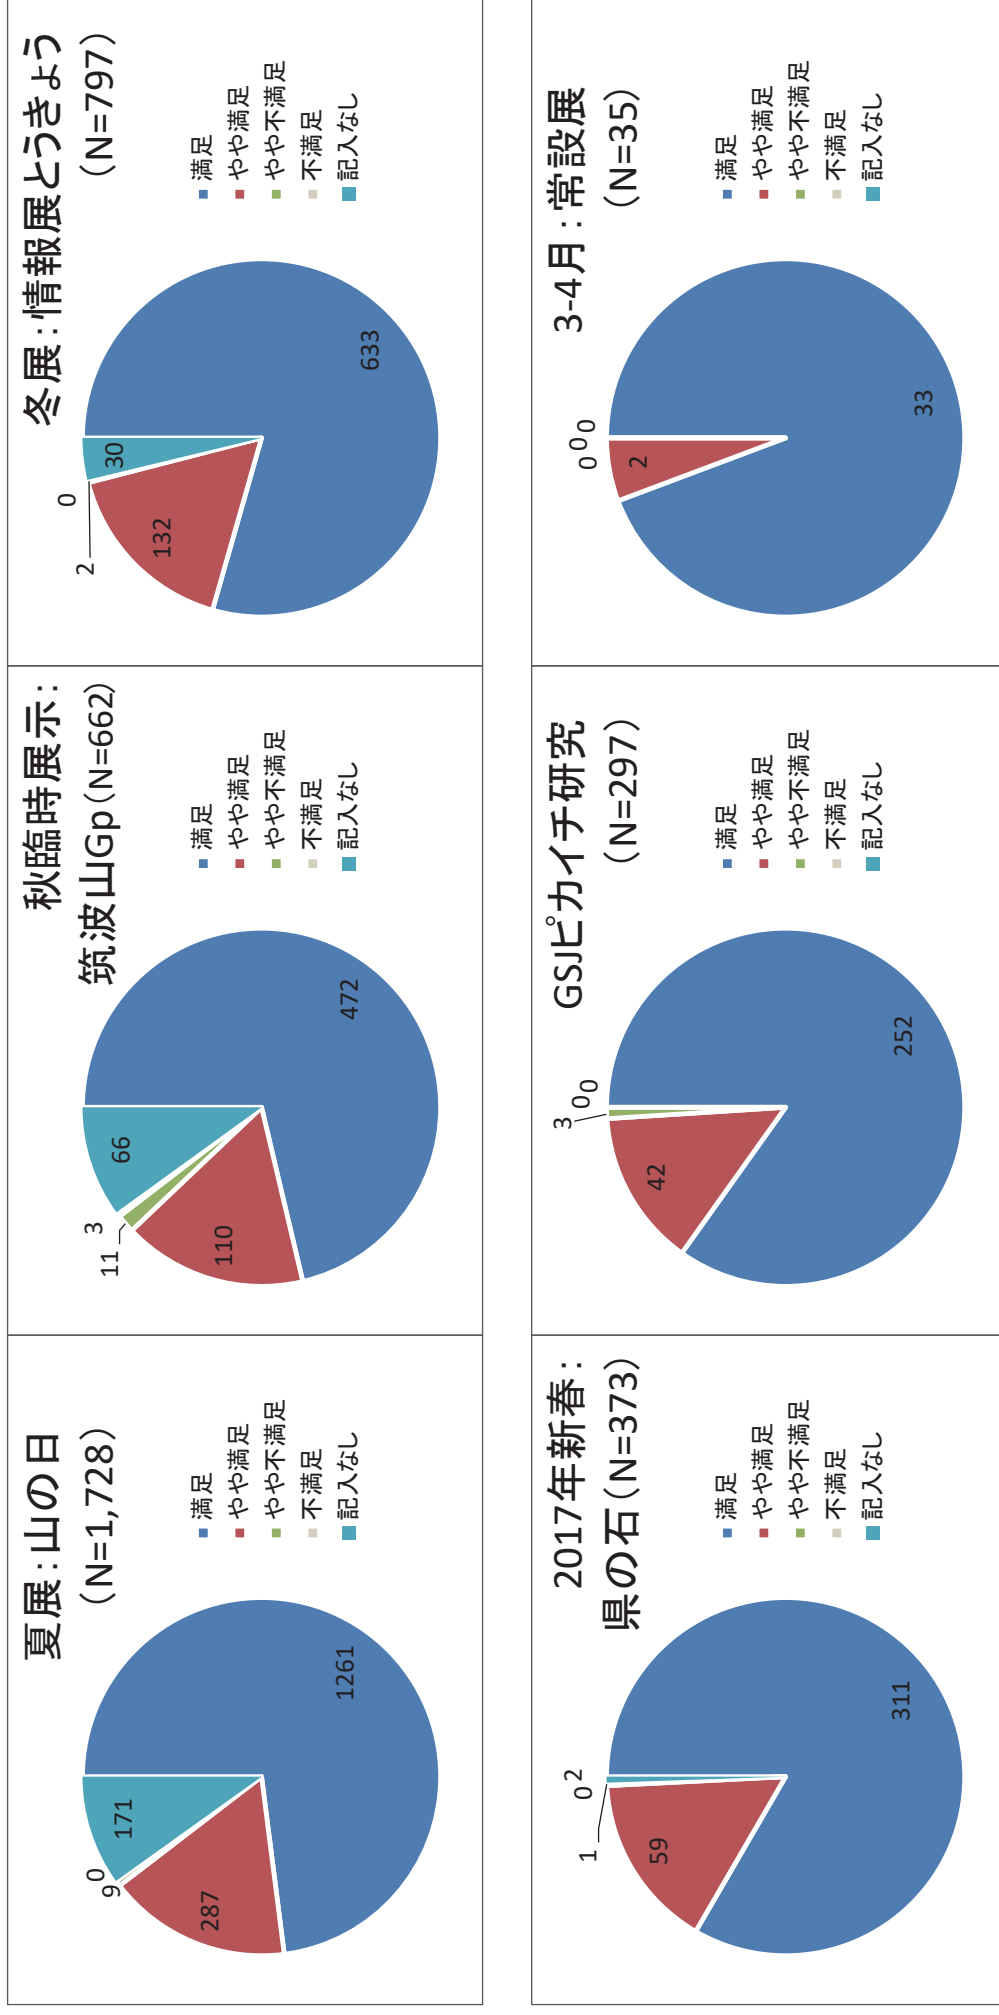 夏展：山の日
（N=1,728）
満足
やや満足
やや不満足
不満足
記入なし
1261
287
9
0
171
秋臨時展示：
筑波山Gp（N=662）
満足
やや満足
やや不満足
不満足
記入なし
472
110
11
3
66
冬展：情報展とうきょう
（N=797）
満足
やや満足
やや不満足
不満足
記入なし
633
132
2
0
30
2017年新春：
県の石（N=373）
満足
やや満足
やや不満足
不満足
記入なし
311
59
1
0
2
GSJピカイチ研究
（N=297）
満足
やや満足
やや不満足
不満足
記入なし
252
42
3
0
0
3-4月：常設展
（N=35）
満足
やや満足
やや不満足
不満足
記入なし
33
2
0
0
0